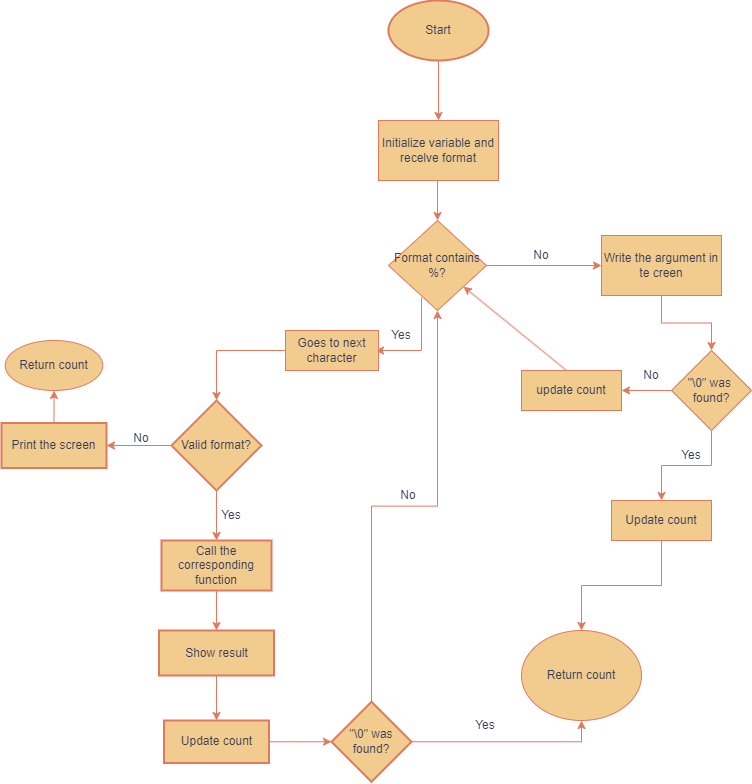 Start
Initialize variable and
recelve format
Format contains
%?
No
Write the argument in
te creen
Yes
Goes to next
character
Return count
update count
No
"\0" was
found?
Print the screen
No
Valid format?
Yes
No
Yes
Call the
corresponding
function
Update count
Show result
Return count
Update count
"\0" was
found?
Yes